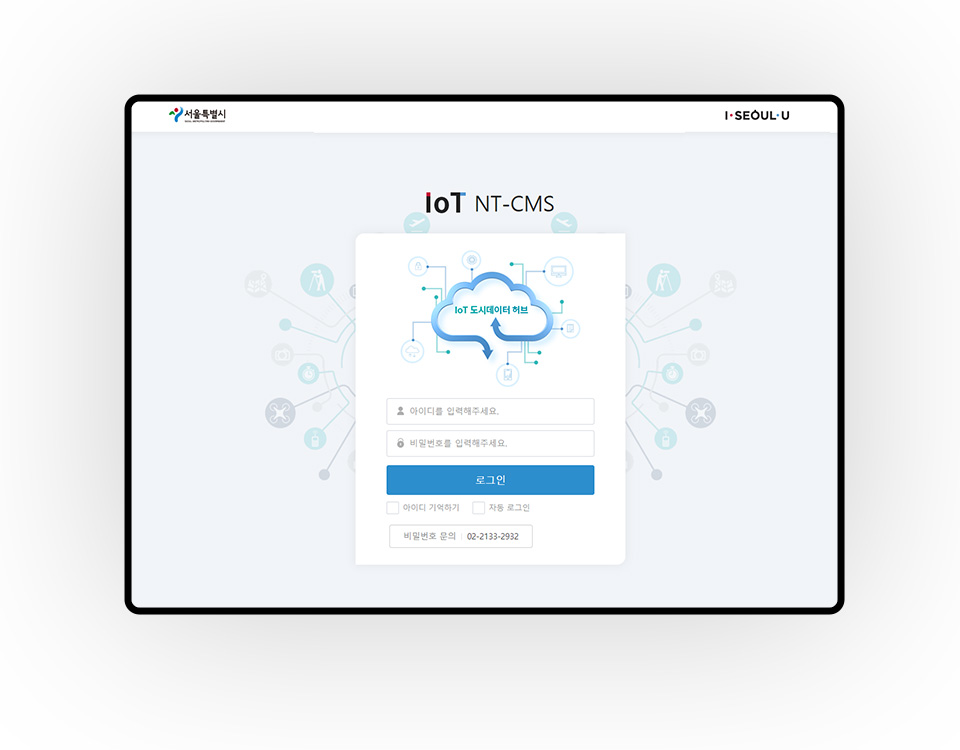 서울특별시
SEOUL METROPOLITAN GOVERNMENT
I·SEOUL·U
IoT NT-CMS
IoT 도시데이터 허브
아이디를 입력해주세요.
비밀번호를 입력해주세요.
로그인
아이디 기억하기
자동 로그인
비밀번호 문의 | 02-2133-2932